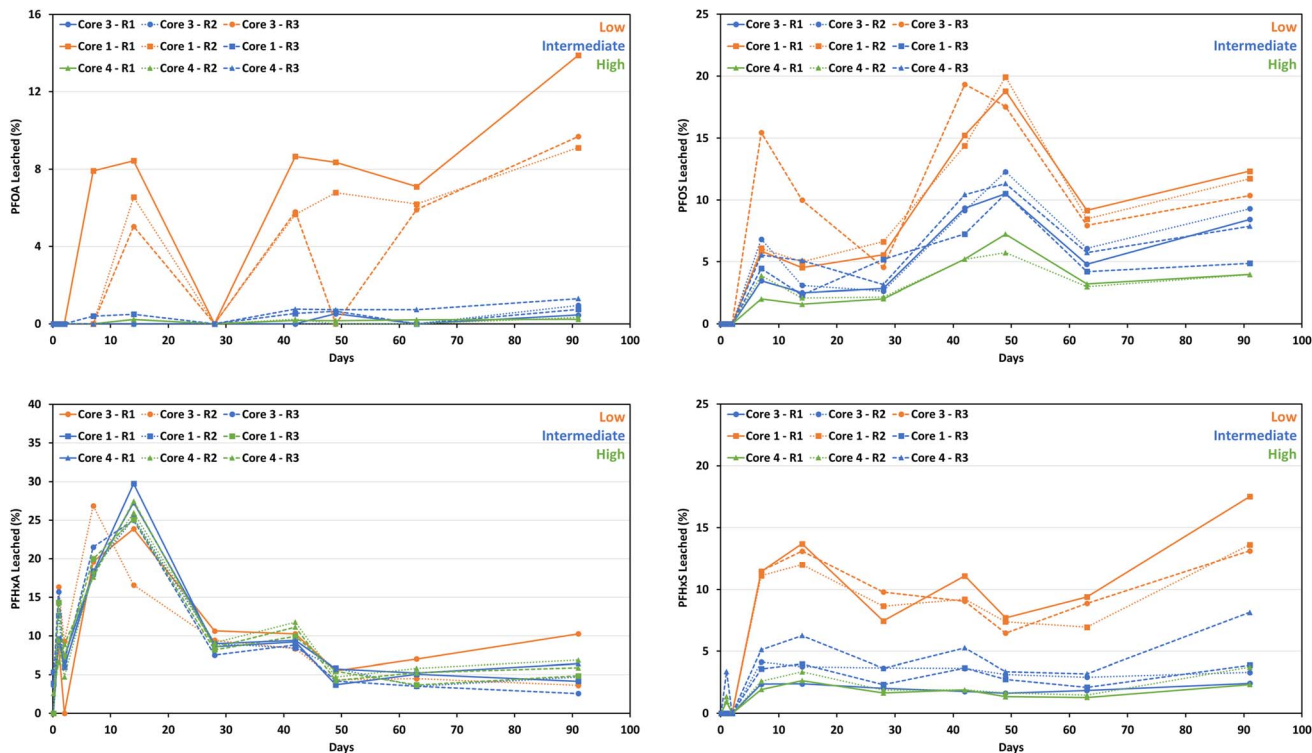 Core 3 - R1 Core 3 - R2 Core 3 - R3 Low
Core 1 - R1 Core 1 - R2 Core 1 - R3 Intermediate
Core 4 - R1 Core 4 - R2 Core 4 - R3 High
PFOA Leached (%)
16
12
8
4
0
0 10 20 30 40 50 60 70 80 90 100
Days
Core 3 - R1 Core 3 - R2 Core 3 - R3 Low
Core 1 - R1 Core 1 - R2 Core 1 - R3 Intermediate
Core 4 - R1 Core 4 - R2 Core 4 - R3 High
PFOS Leached (%)
25
20
15
10
5
0
0 10 20 30 40 50 60 70 80 90 100
Days
Core 3 - R1 Core 3 - R2 Core 3 - R3 Low
Core 1 - R1 Core 1 - R2 Core 1 - R3 Intermediate
Core 4 - R1 Core 4 - R2 Core 4 - R3 High
PFHxA Leached (%)
40
35
30
25
20
15
10
5
0
0 10 20 30 40 50 60 70 80 90 100
Days
Core 3 - R1 Core 3 - R2 Core 3 - R3 Low
Core 1 - R1 Core 1 - R2 Core 1 - R3 Intermediate
Core 4 - R1 Core 4 - R2 Core 4 - R3 High
PFHxS Leached (%)
25
20
15
10
5
0
0 10 20 30 40 50 60 70 80 90 100
Days